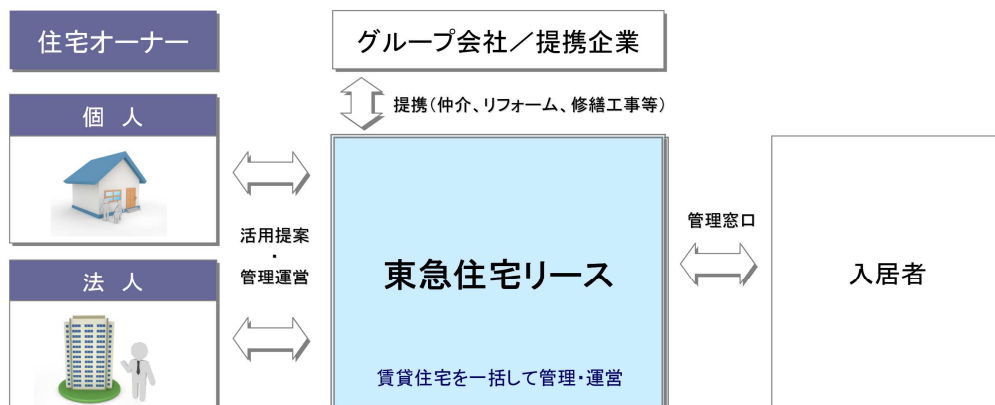 住宅オーナー
グループ会社／提携企業
提携（仲介、リフォーム、修繕工事等）
個　人
活用提案
・
管理運営
法　人
東急住宅リース
賃貸住宅を一括して管理・運営
管理窓口
入居者